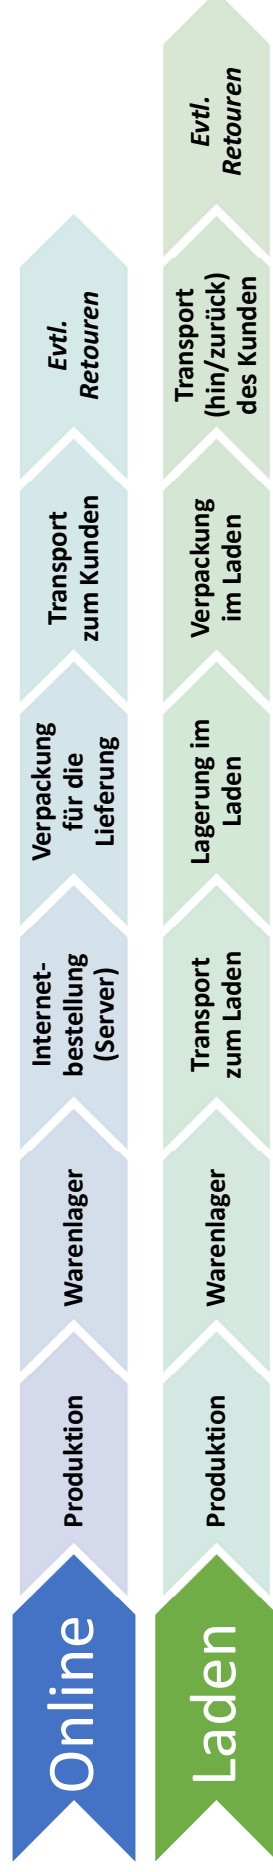 Online
Produktion
Warenlager
Internet-
bestellung
(Server)
Verpackung
für die
Lieferung
Transport
zum Kunden
Evtl.
Retouren
Laden
Produktion
Warenlager
Transport
zum Laden
Lagerung im
Laden
Verpackung
im Laden
Transport
(hin/zurück)
des Kunden
Evtl.
Retouren